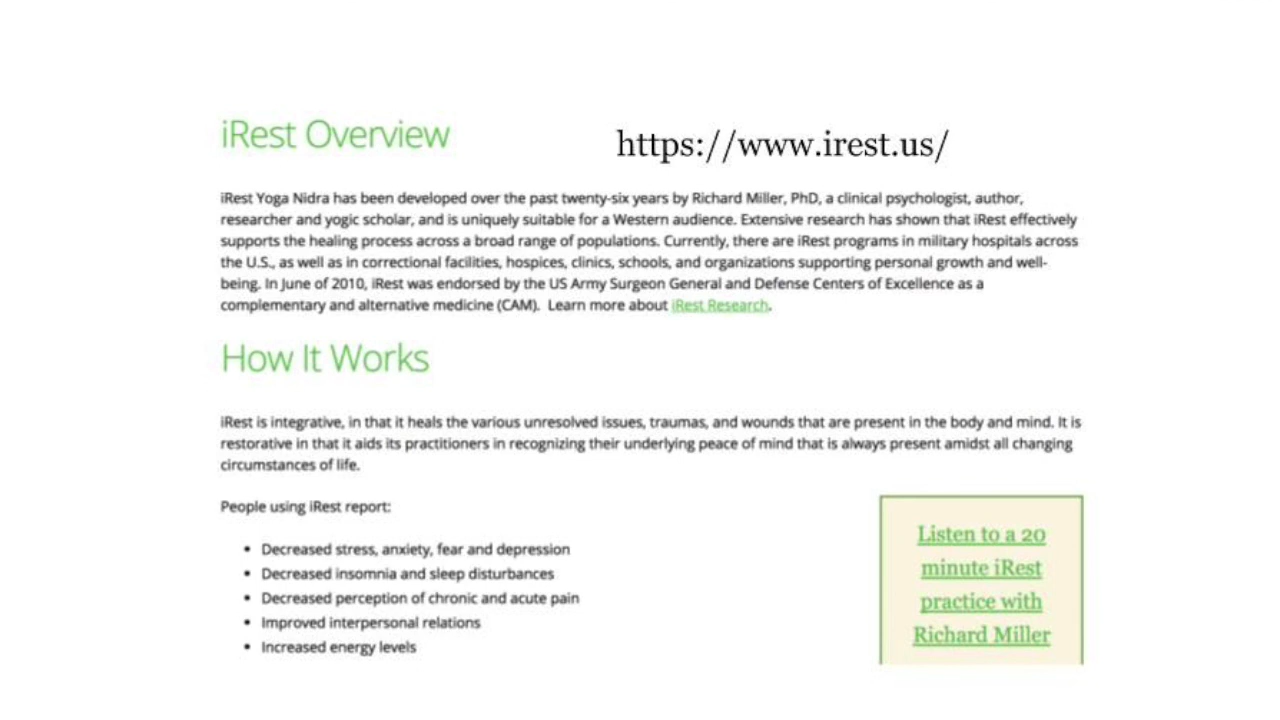 iRest Overview
https://www.irest.us/
iRest Yoga Nidra has been developed over the past twenty-six years by Richard Miller, PhD, a clinical psychologist, author,
researcher and yogic scholar, and is uniquely suitable for a Western audience. Extensive research has shown that iRest effectively
supports the healing process across a broad range of populations. Currently, there are iRest programs in military hospitals across
the U.S., as well as in correctional facilities, hospices, clinics, schools, and organizations supporting personal growth and well-
being. In June of 2010, iRest was endorsed by the US Army Surgeon General and Defense Centers of Excellence as a
complementary and alternative medicine (CAM).  Learn more about iRest Research.
How It Works
iRest is integrative, in that it heals the various unresolved issues, traumas, and wounds that are present in the body and mind. It is
restorative in that it aids its practitioners in recognizing their underlying peace of mind that is always present amidst all changing
circumstances of life.
People using iRest report:
• Decreased stress, anxiety, fear and depression
• Decreased insomnia and sleep disturbances
• Decreased perception of chronic and acute pain
• Improved interpersonal relations
• Increased energy levels
Listen to a 20
minute iRest
practice with
Richard Miller